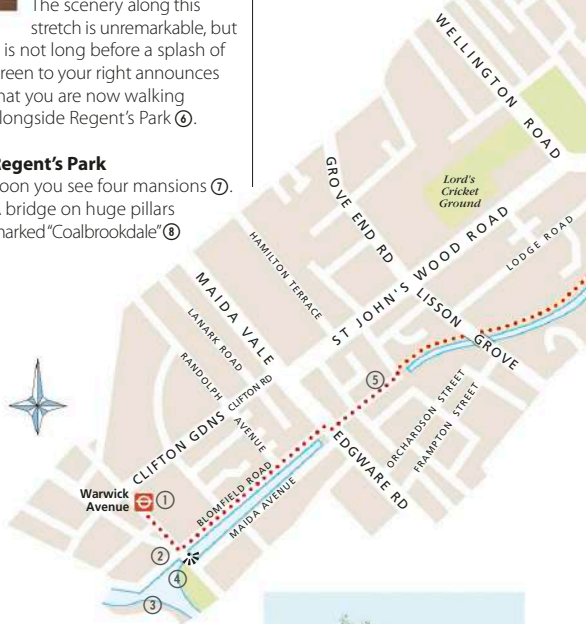 The scenery along this
stretch is unremarkable, but
is not long before a splash of
reen to your right announces
hat you are now walking
longside Regent's Park ⑥.
Regent's Park
oon you see four mansions ⑦.
bridge on huge pillars
marked "Coalbrookdale" ⑧
WELLINGTON ROAD
Lord's
Cricket
Ground
GROVE END RD
HAMILTON TERRACE
ST JOHN'S WOOD ROAD
LODGE ROAD
LISSON GROVE
MAIDA VALE
LANARK ROAD
RANDOLPH AVENUE
CLIFTON RD
CLIFTON GDNS
⑤
ORCHARDSON STREET
FRAMPTON STREET
EDGWARE RD
BLOMFIELD ROAD
MAIDA AVENUE
Warwick
Avenue
①
②
④
③